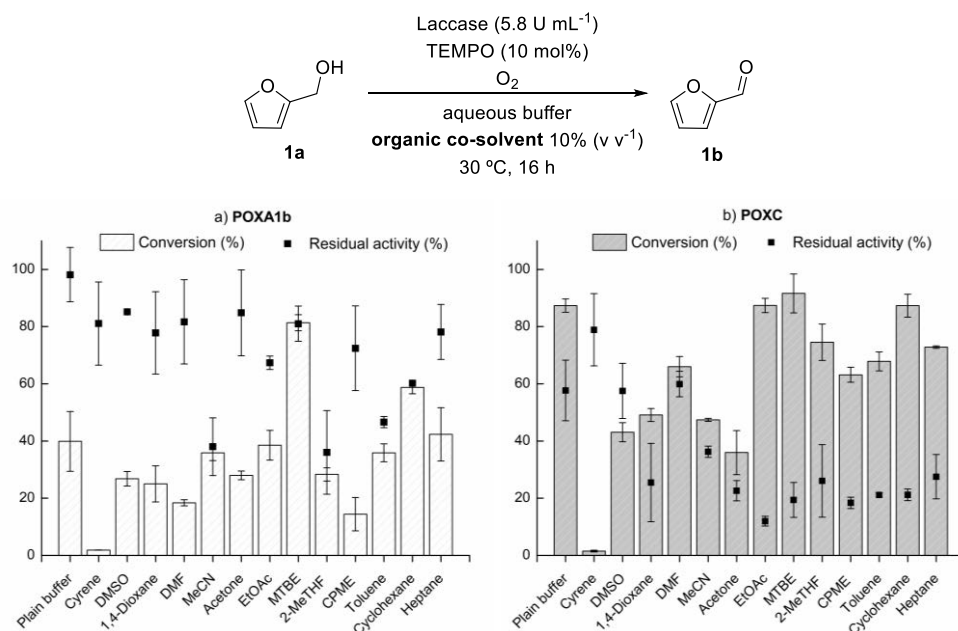 Laccase (5.8 U mL⁻¹)
TEMPO (10 mol%)
O₂
aqueous buffer
organic co-solvent 10% (v v⁻¹)
30 ºC, 16 h
O
OH
1a
O
O
1b
a) POXA1b
Conversion (%)
Residual activity (%)
100
80
60
40
20
0
Plain buffer
Cyrene
DMSO
1,4-Dioxane
DMF
MeCN
Acetone
EtOAc
MTBE
2-MeTHF
CPME
Toluene
Cyclohexane
Heptane
b) POXC
Conversion (%)
Residual activity (%)
100
80
60
40
20
0
Plain buffer
Cyrene
DMSO
1,4-Dioxane
DMF
MeCN
Acetone
EtOAc
MTBE
2-MeTHF
CPME
Toluene
Cyclohexane
Heptane